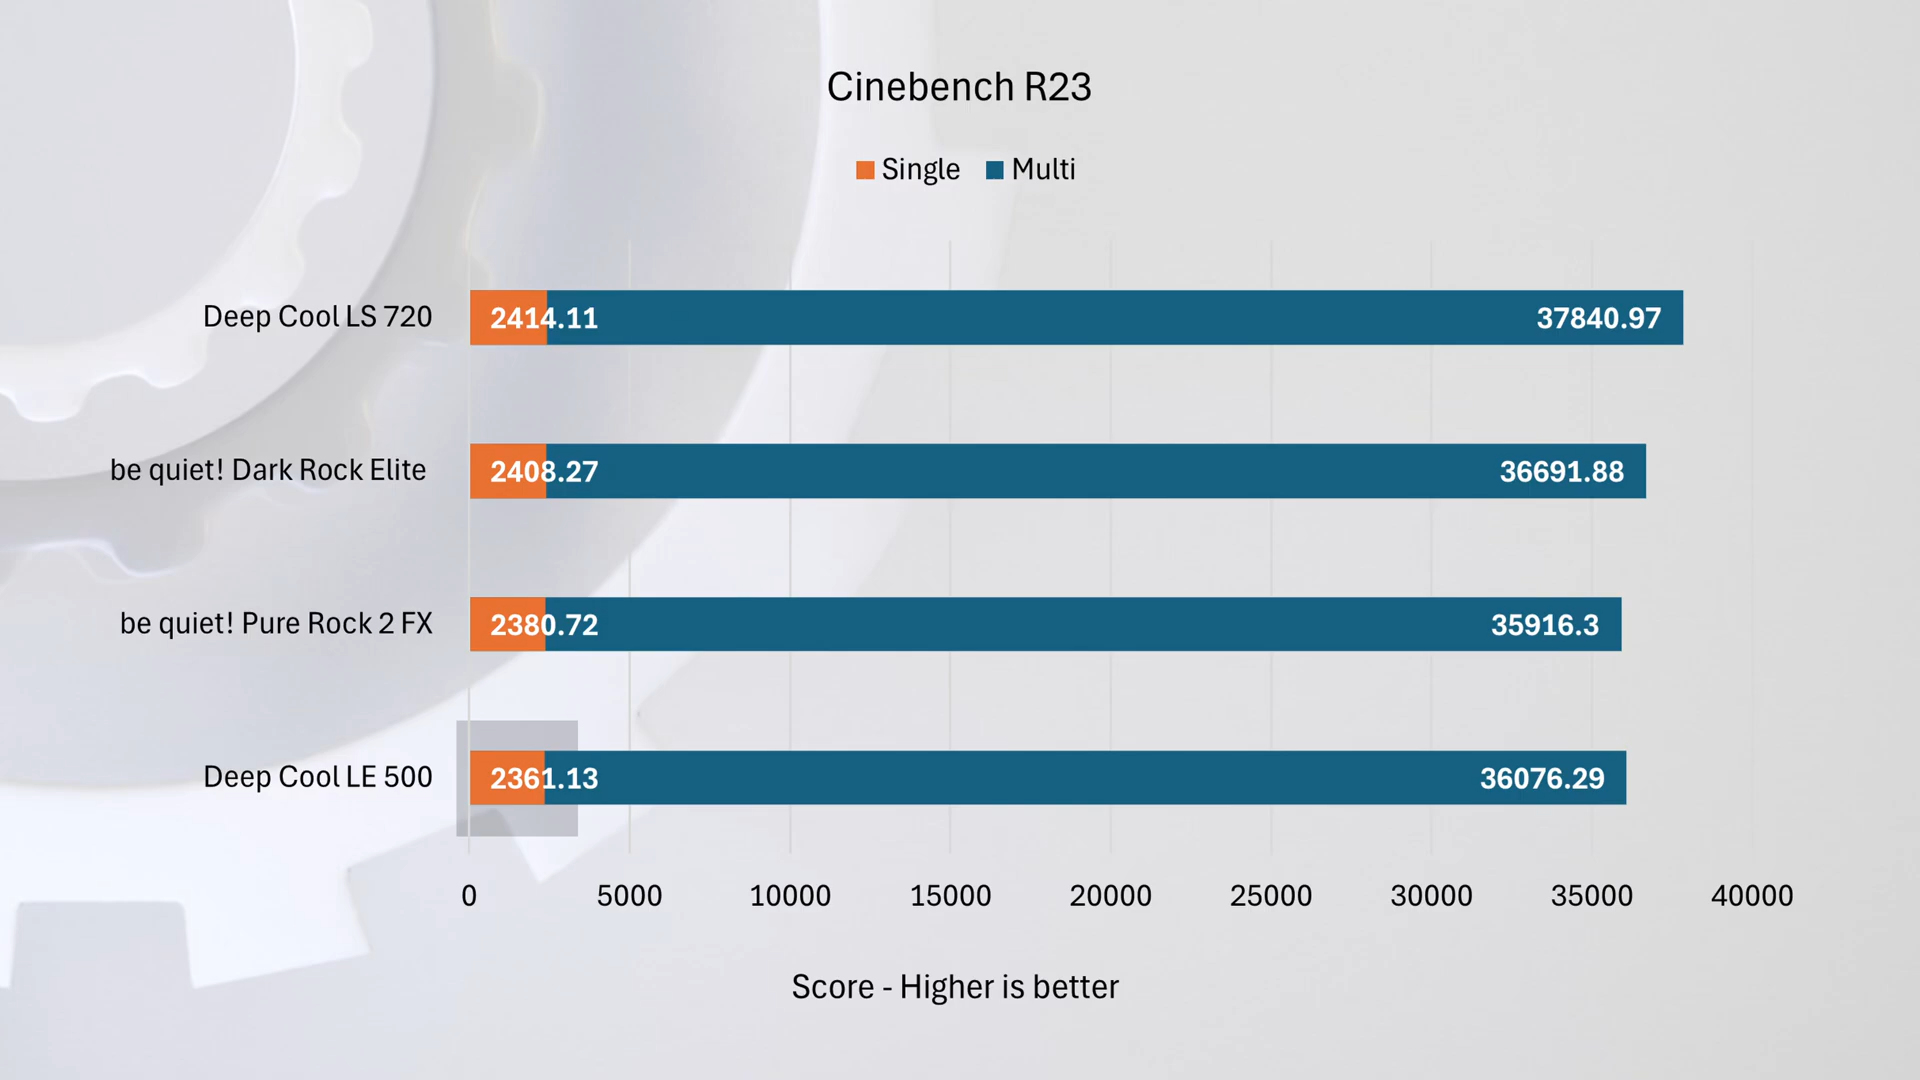 Cinebench R23
Single Multi
Deep Cool LS 720 2414.11 37840.97
be quiet! Dark Rock Elite 2408.27 36691.88
be quiet! Pure Rock 2 FX 2380.72 35916.3
Deep Cool LE 500 2361.13 36076.29
0 5000 10000 15000 20000 25000 30000 35000 40000
Score - Higher is better